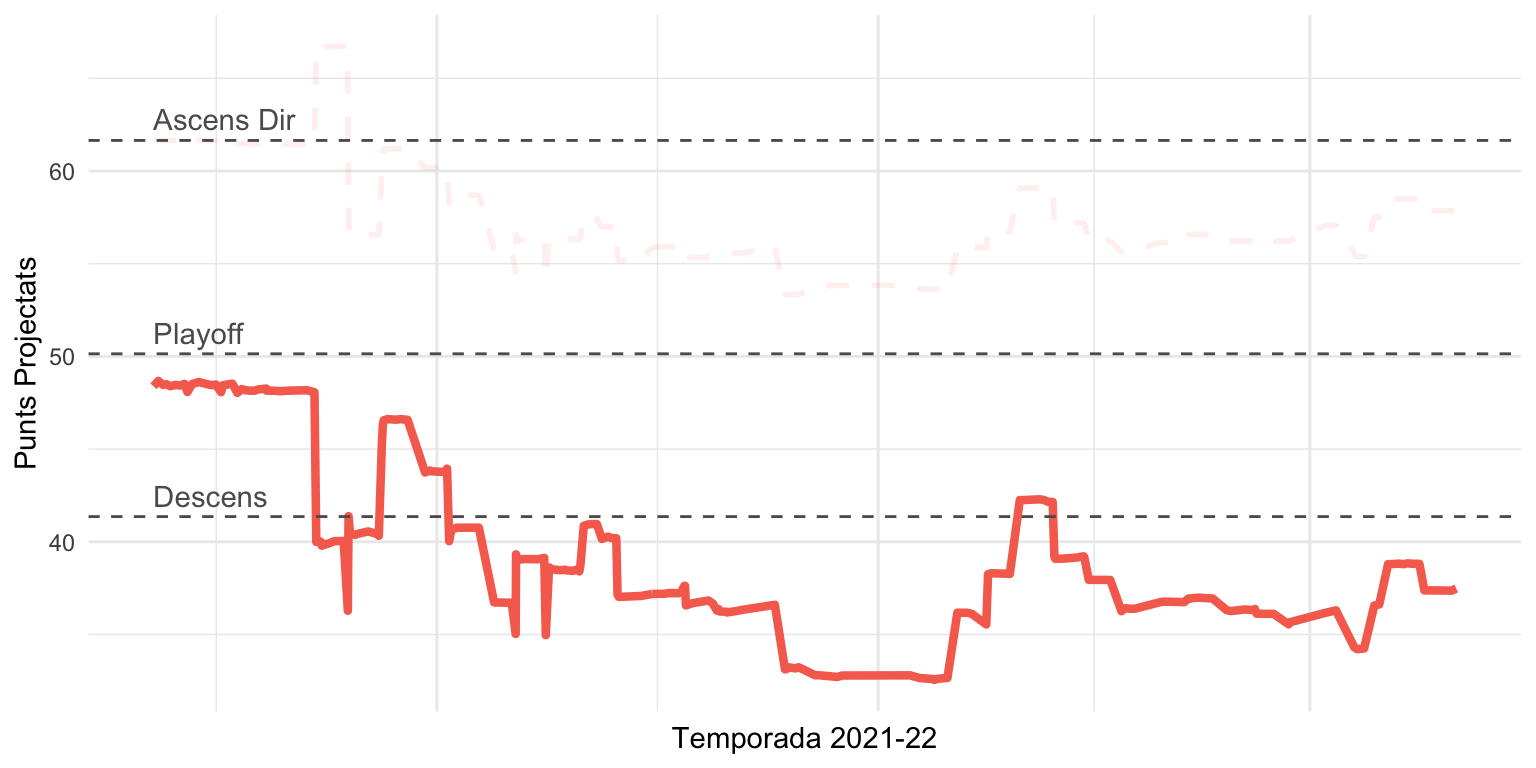 Ascens Dir
60
Playoff
50
Descens
40
Punts Projectats
Temporada 2021-22